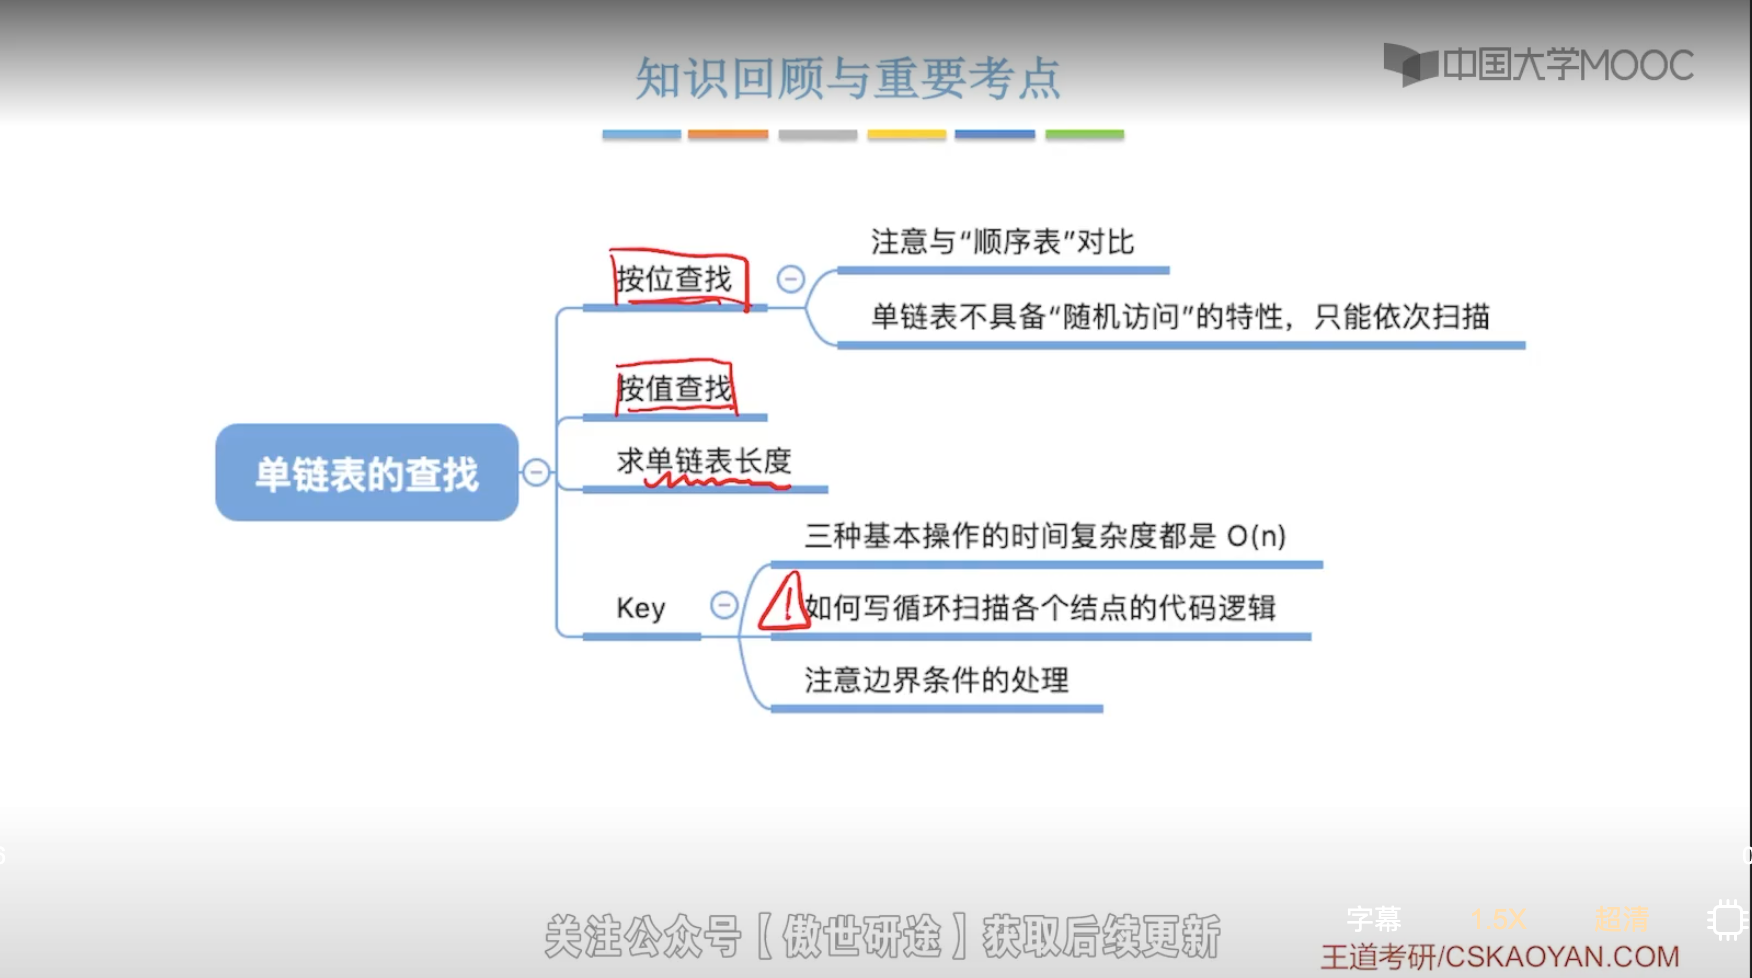 知识回顾与重要考点
中国大学MOOC
注意与“顺序表”对比
按位查找
单链表不具备“随机访问”的特性，只能依次扫描
按值查找
求单链表长度
单链表的查找
三种基本操作的时间复杂度都是 O(n)
Key
如何写循环扫描各个结点的代码逻辑
注意边界条件的处理
关注公众号【傲世研途】获取后续更新
字幕
1.5X
超清
王道考研/CSKAOYAN.COM